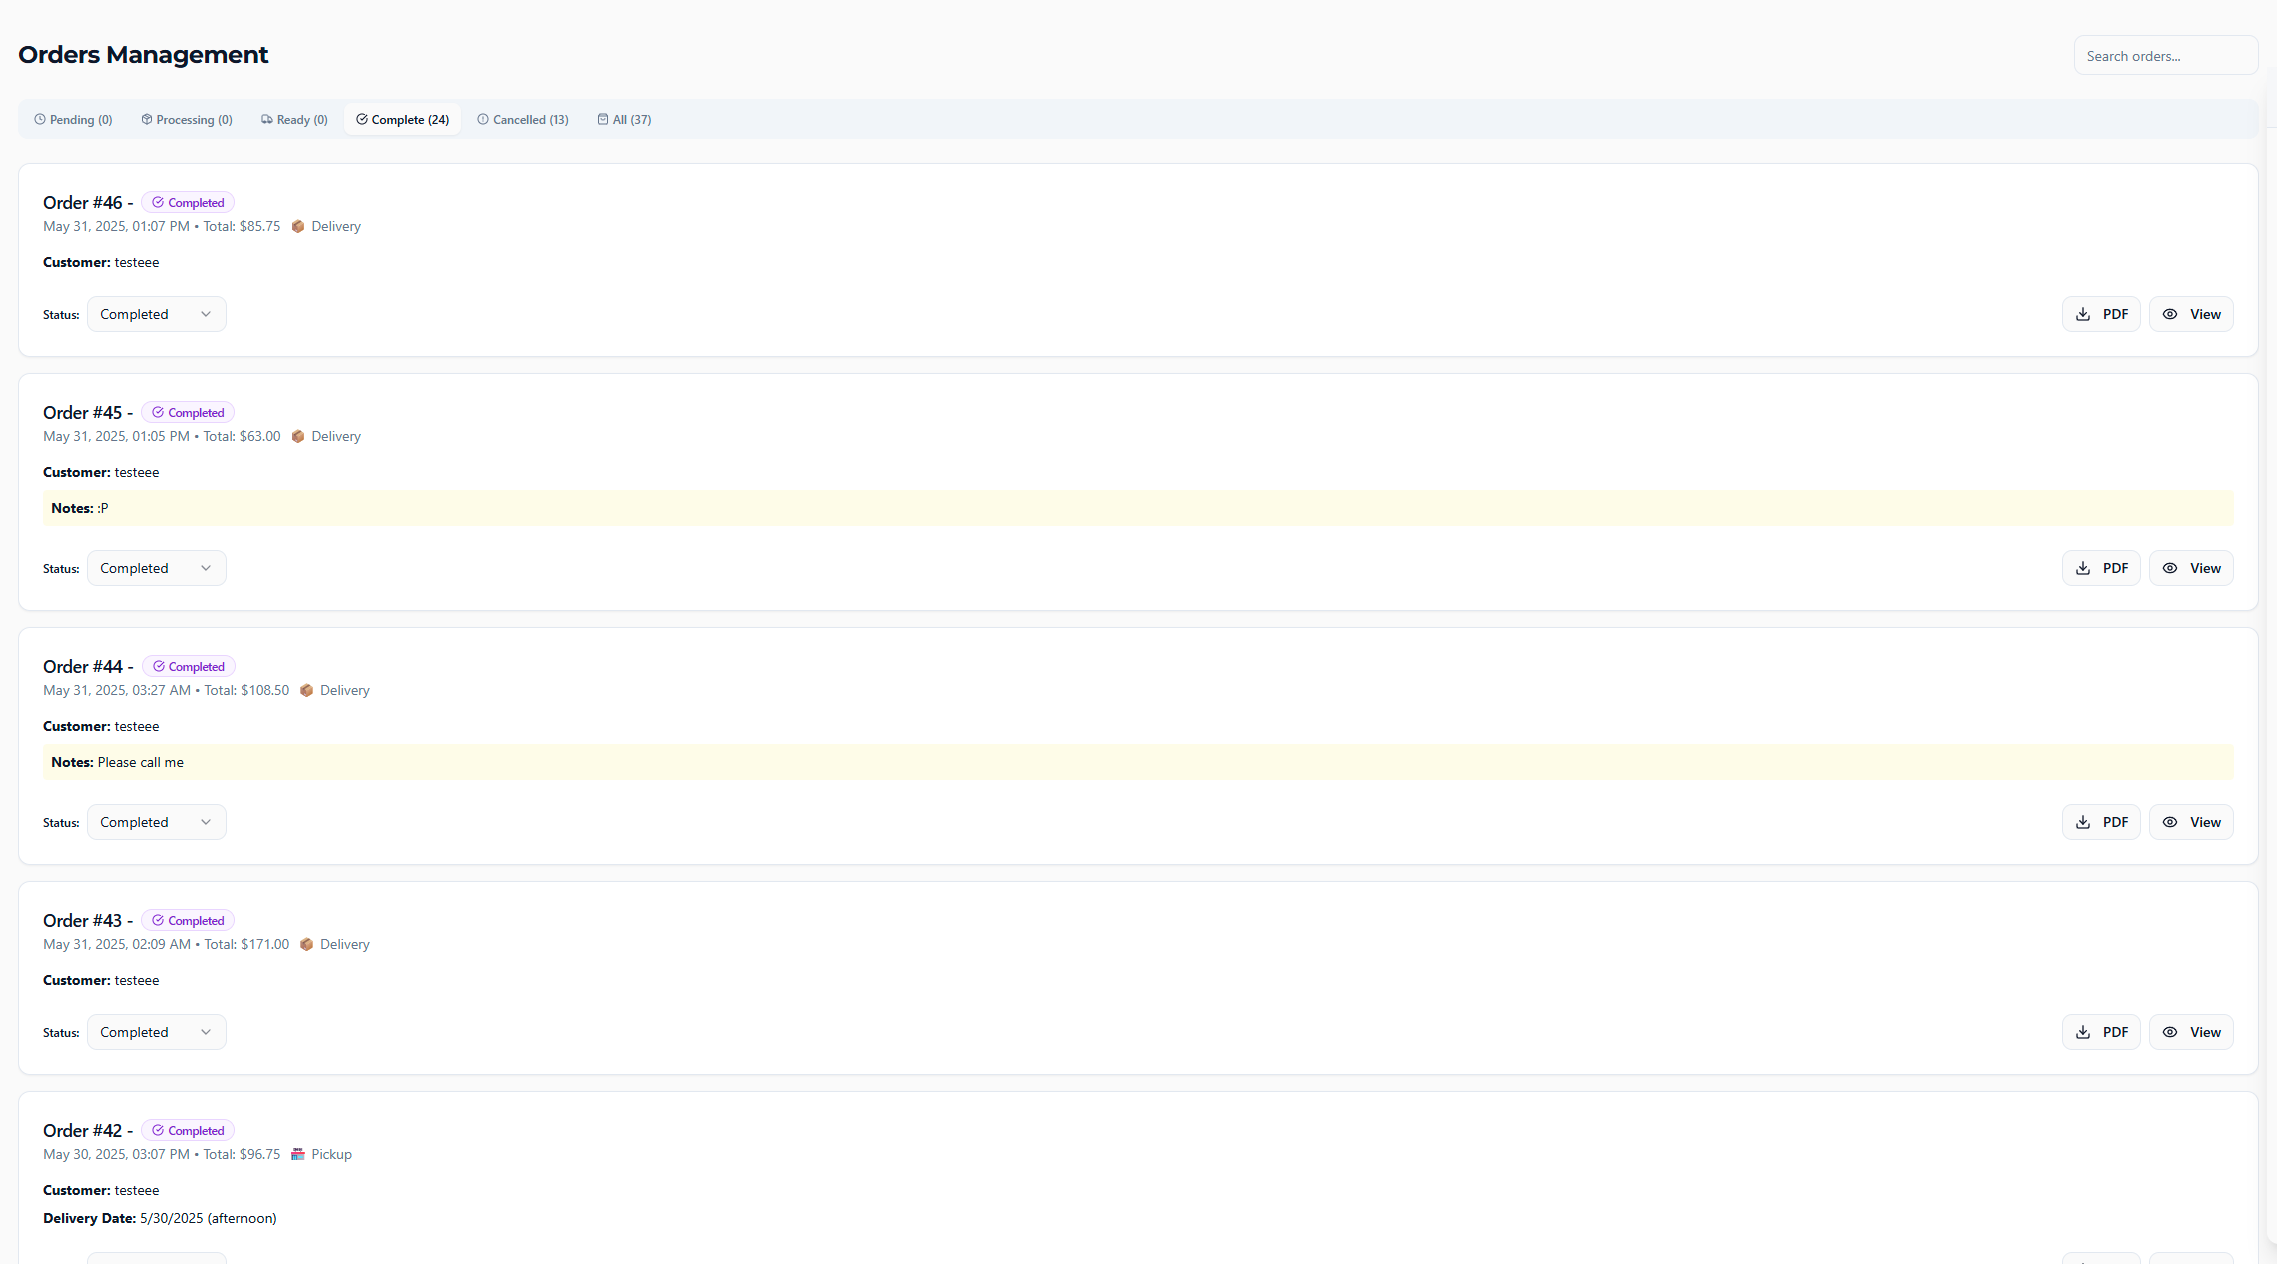 Orders Management
Search orders...
Pending (0) Processing (0) Ready (0) Complete (24) Cancelled (13) All (37)
Order #46 - Completed
May 31, 2025, 01:07 PM • Total: $85.75 Delivery
Customer: testeee
Status: Completed PDF View
Order #45 - Completed
May 31, 2025, 01:05 PM • Total: $63.00 Delivery
Customer: testeee
Notes: :P
Status: Completed PDF View
Order #44 - Completed
May 31, 2025, 03:27 AM • Total: $108.50 Delivery
Customer: testeee
Notes: Please call me
Status: Completed PDF View
Order #43 - Completed
May 31, 2025, 02:09 AM • Total: $171.00 Delivery
Customer: testeee
Status: Completed PDF View
Order #42 - Completed
May 30, 2025, 03:07 PM • Total: $96.75 Pickup
Customer: testeee
Delivery Date: 5/30/2025 (afternoon)